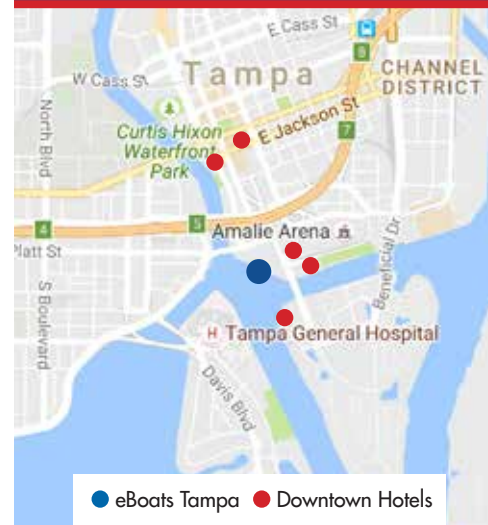 E Cass St
8
W Cass St
Tampa
CHANNEL
DISTRICT
North Blvd
Curtis Hixon
Waterfront
Park
E Jackson St
7
4
5
Amalie Arena
Platt St
Beneficial Dr
S Boulevard
H Tampa General Hospital
Davis Blvd
eBoats Tampa
Downtown Hotels